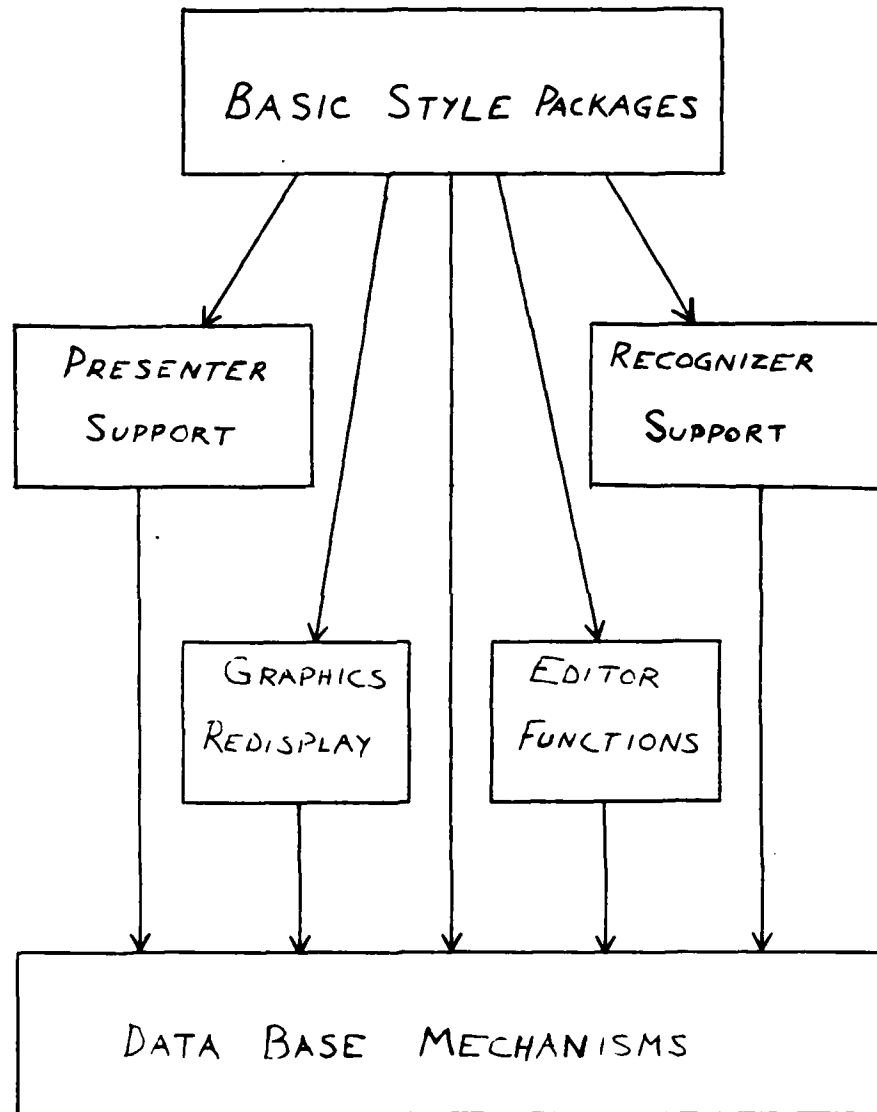 BASIC STYLE PACKAGES
PRESENTER
SUPPORT
RECOGNIZER
SUPPORT
GRAPHICS
REDISPLAY
EDITOR
FUNCTIONS
DATA BASE MECHANISMS